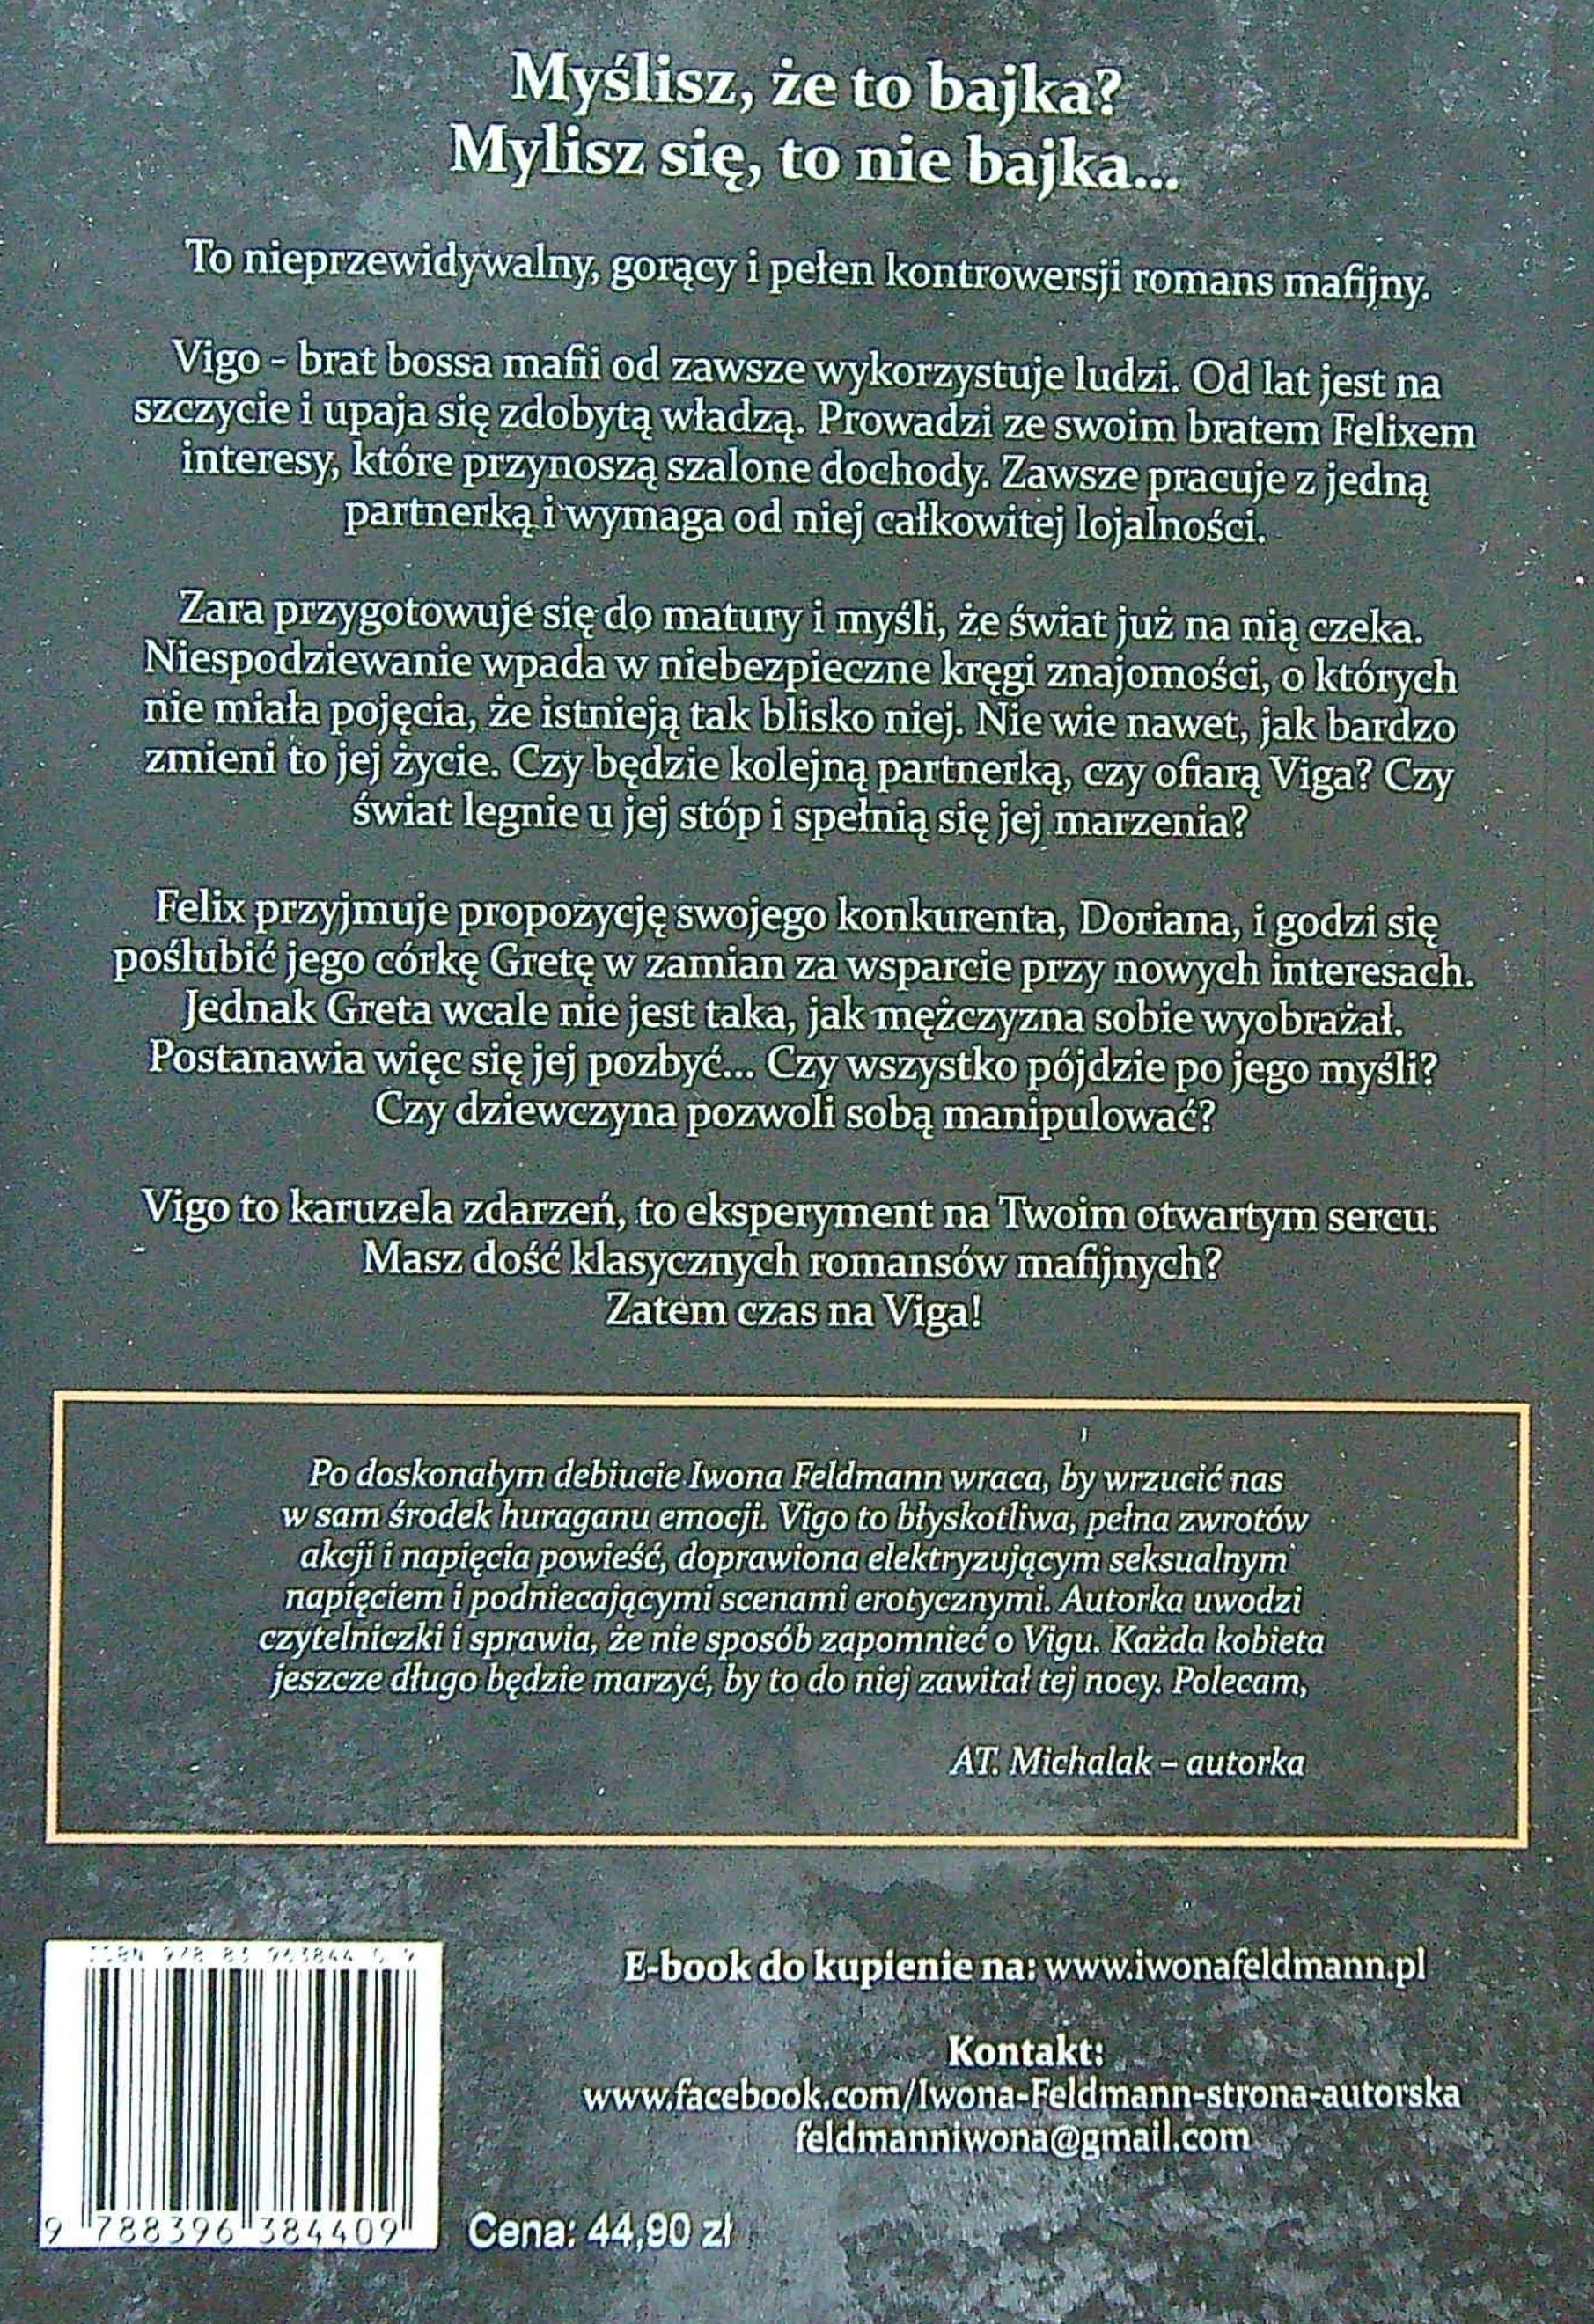 Myślisz, że to bajka?
Mylisz się, to nie bajka...
To nieprzewidywalny, gorący i pełen kontrowersji romans mafijny.
Vigo - brat bossa mafii od zawsze wykorzystuje ludzi. Od lat jest na
szczycie i upaja się zdobytą władzą. Prowadzi ze swoim bratem Felixem
interesy, które przynoszą szalone dochody. Zawsze pracuje z jedną
partnerką i wymaga od niej całkowitej lojalności.
Zara przygotowuje się do matury i myśli, że świat już na nią czeka.
Niespodziewanie wpada w niebezpieczne kręgi znajomości, o których
nie miała pojęcia, że istnieją tak blisko niej. Nie wie nawet, jak bardzo
zmieni to jej życie. Czy będzie kolejną partnerką, czy ofiarą Viga? Czy
świat legnie u jej stóp i spełnią się jej marzenia?
Felix przyjmuje propozycję swojego konkurenta, Doriana, i godzi się
poślubić jego córkę Gretę w zamian za wsparcie przy nowych interesach.
Jednak Greta wcale nie jest taka, jak mężczyzna sobie wyobrażał.
Postanawia więc się jej pozbyć... Czy wszystko pójdzie po jego myśli?
Czy dziewczyna pozwoli sobą manipulować?
Vigo to karuzela zdarzeń, to eksperyment na Twoim otwartym sercu.
Masz dość klasycznych romansów mafijnych?
Zatem czas na Viga!
Po doskonałym debiucie Iwona Feldmann wraca, by wrzucić nas
w sam środek huraganu emocji. Vigo to błyskotliwa, pełna zwrotów
akcji i napięcia powieść, doprawiona elektryzującym seksualnym
napięciem i podniecającymi scenami erotycznymi. Autorka uwodzi
czytelniczki i sprawia, że nie sposób zapomnieć o Vigu. Każda kobieta
jeszcze długo będzie marzyć, by to do niej zawitał tej nocy. Polecam,
AT. Michalak – autorka
ISBN 978 83 963844 0 9
9 788396 384409
E-book do kupienie na: www.iwonafeldmann.pl
Kontakt:
www.facebook.com/Iwona-Feldmann-strona-autorska
feldmanniwona@gmail.com
Cena: 44,90 zł